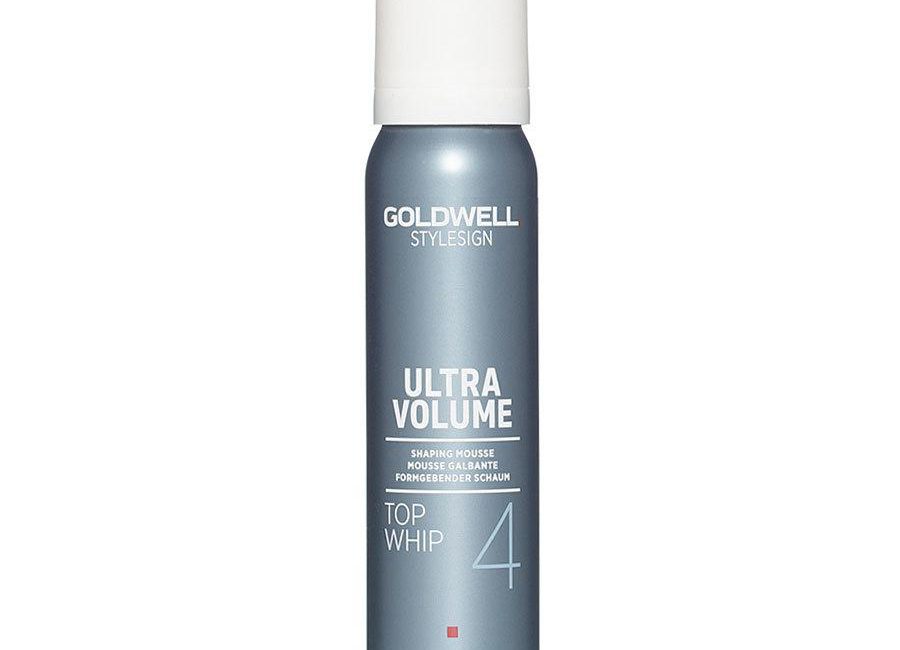 GOLDWELL
STYLESIGN
ULTRA
VOLUME
SHAPING MOUSSE
MOUSSE GALBANTE
FORMGEBENDER SCHAUM
TOP
WHIP
4